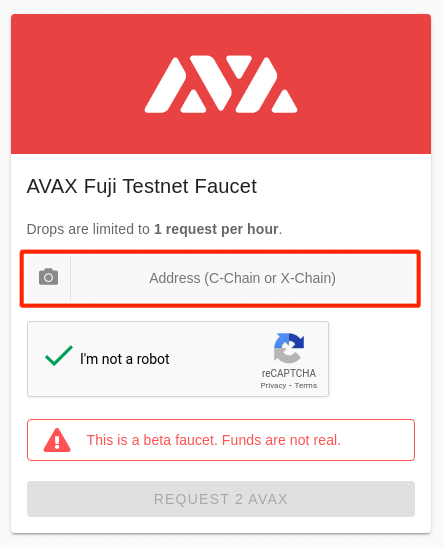 AVA
AVAX Fuji Testnet Faucet
Drops are limited to 1 request per hour.
Address (C-Chain or X-Chain)
I'm not a robot
reCAPTCHA
Privacy - Terms
This is a beta faucet. Funds are not real.
REQUEST 2 AVAX